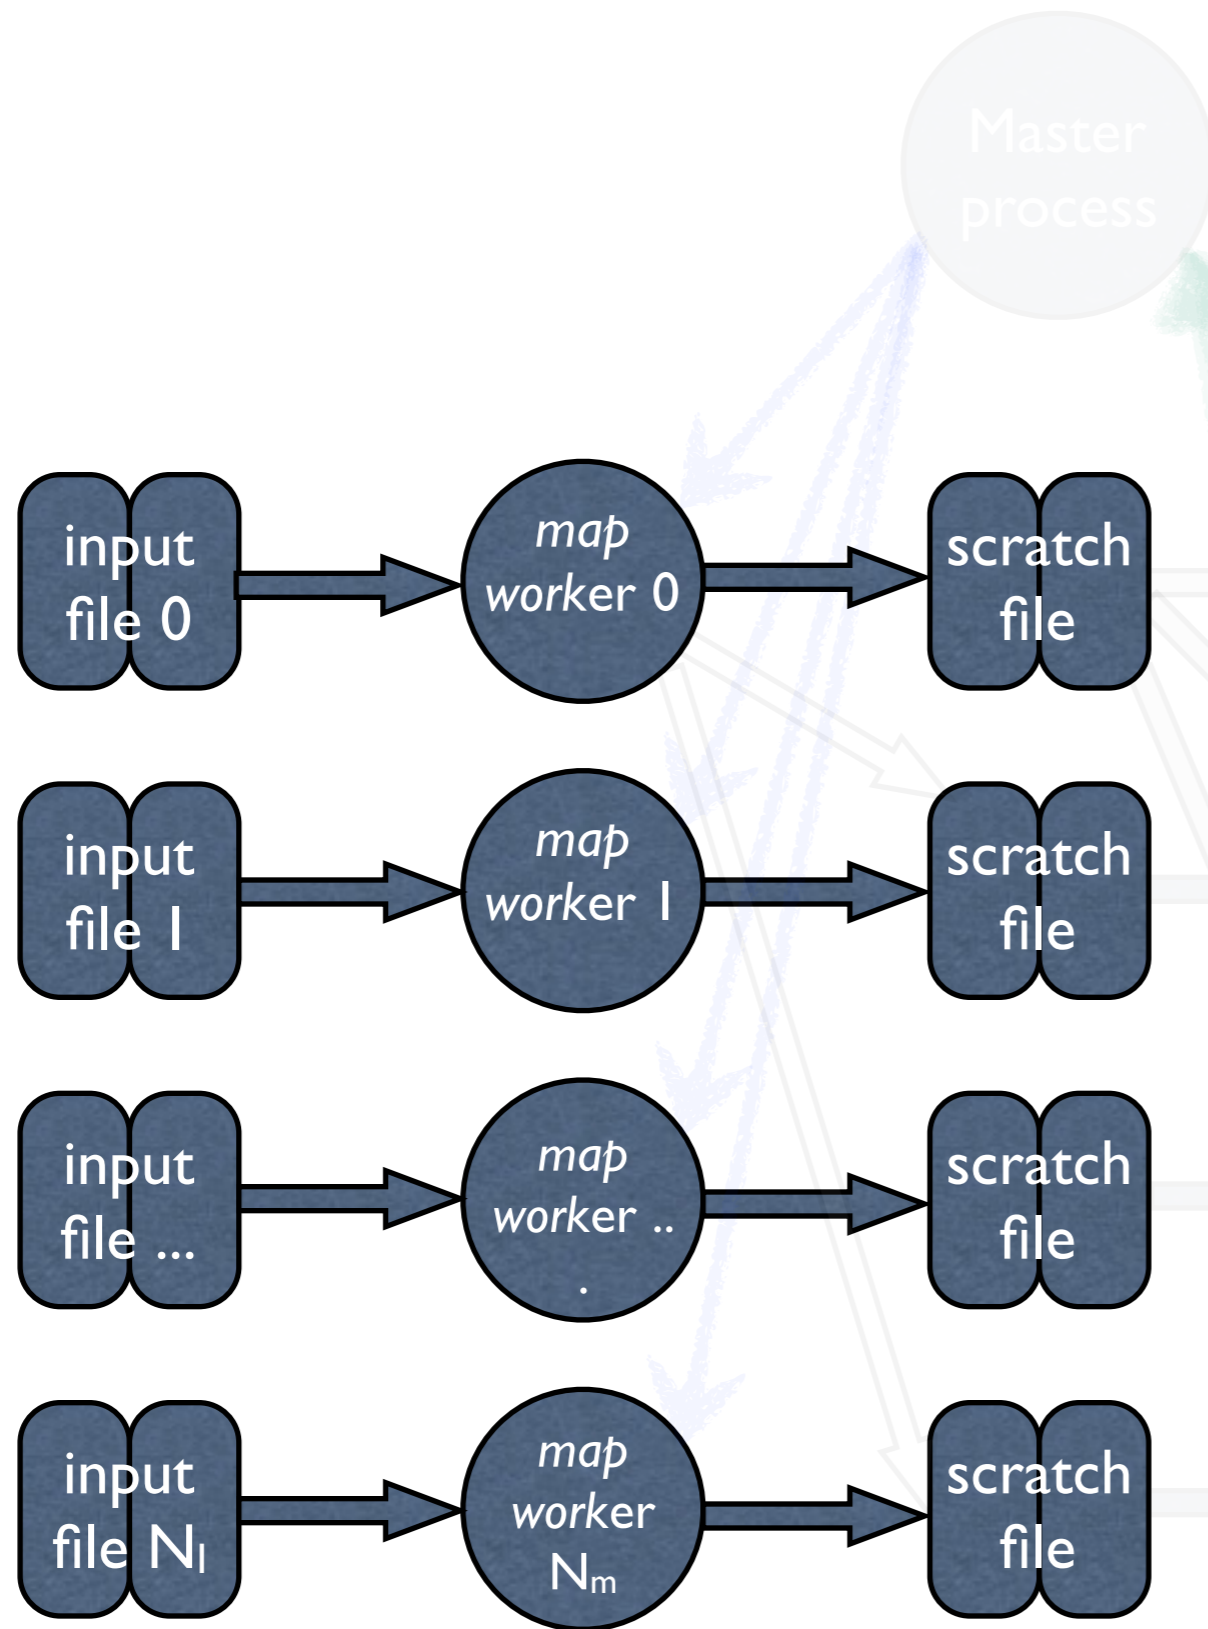 Master
process
input
file 0
map
worker 0
scratch
file
input
file 1
map
worker 1
scratch
file
input
file ...
map
worker ..
.
scratch
file
input
file Nı
map
worker
Nm
scratch
file